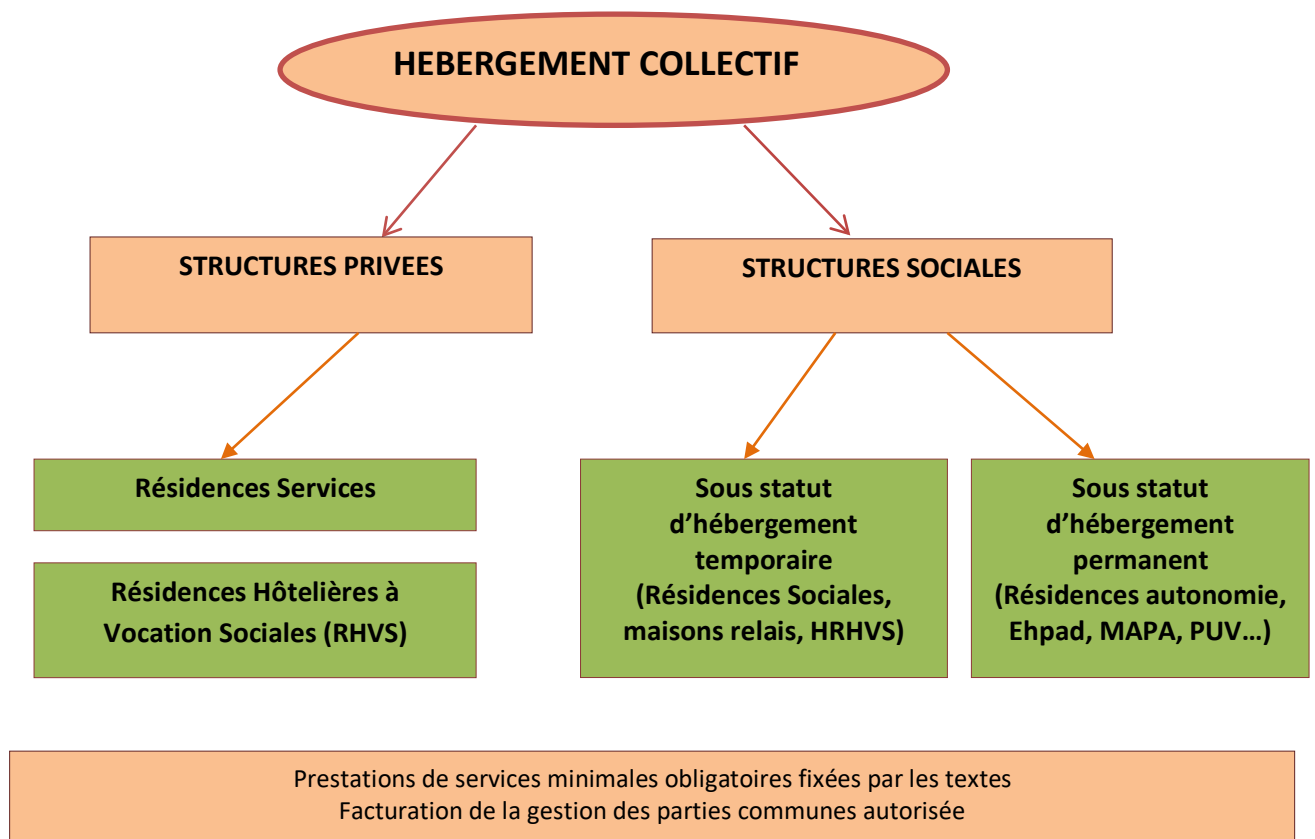 HEBERGEMENT COLLECTIF
STRUCTURES PRIVEES
STRUCTURES SOCIALES
Résidences Services
Résidences Hôtelières à
Vocation Sociales (RHVS)
Sous statut
d’hébergement
temporaire
(Résidences Sociales,
maisons relais, HRHVS)
Sous statut
d’hébergement
permanent
(Résidences autonomie,
Ehpad, MAPA, PUV…)
Prestations de services minimales obligatoires fixées par les textes
Facturation de la gestion des parties communes autorisée